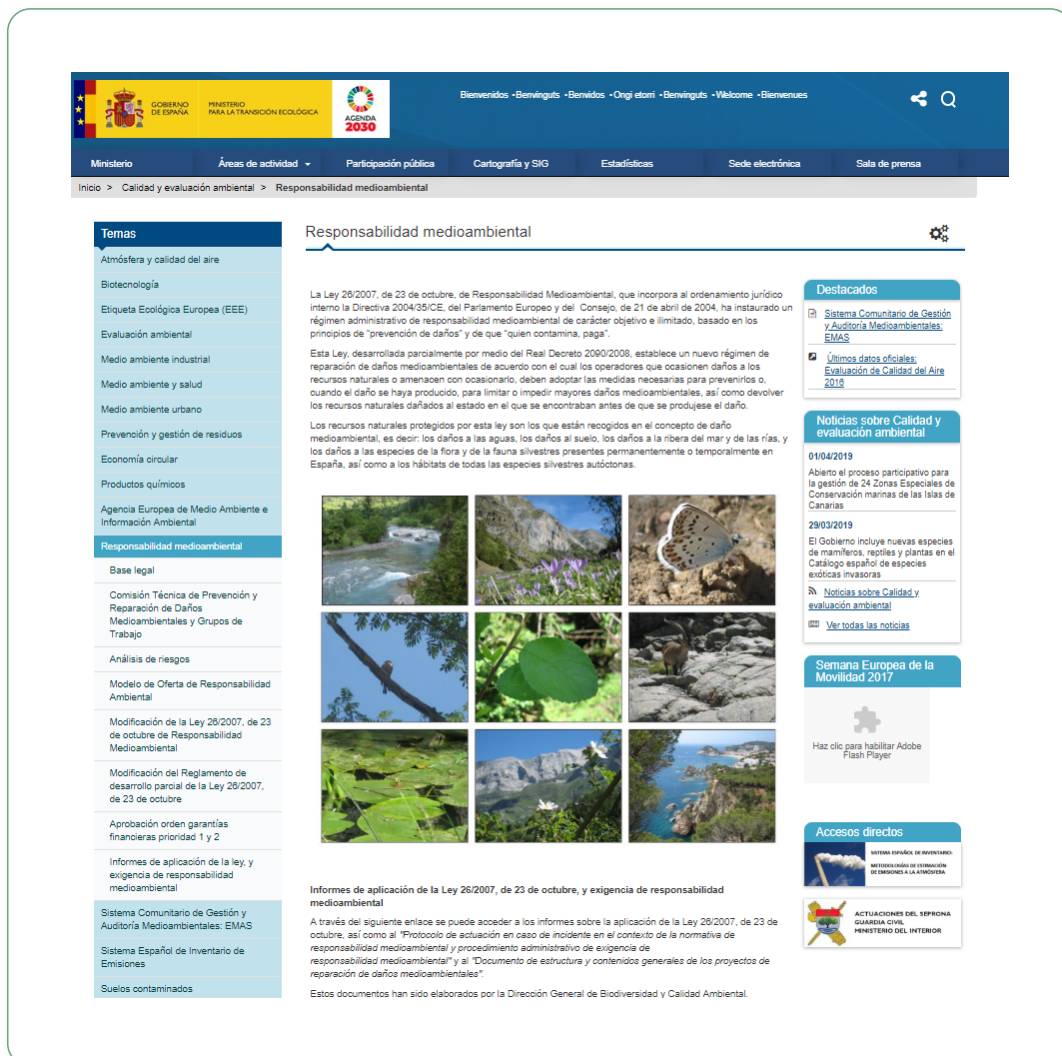 GOBIERNO
DE ESPAÑA
MINISTERIO
PARA LA TRANSICIÓN ECOLÓGICA
AGENDA
2030
Bienvenidos -Benvinguts -Benvidos -Ongi etorri -Benvinguts -Welcome -Bienvenues
Ministerio
Áreas de actividad
Participación pública
Cartografía y SIG
Estadísticas
Sede electrónica
Sala de prensa
Inicio > Calidad y evaluación ambiental > Responsabilidad medioambiental
Temas
Atmósfera y calidad del aire
Biotecnología
Etiqueta Ecológica Europea (EEE)
Evaluación ambiental
Medio ambiente industrial
Medio ambiente y salud
Medio ambiente urbano
Prevención y gestión de residuos
Economía circular
Productos químicos
Agencia Europea de Medio Ambiente e
Información Ambiental
Responsabilidad medioambiental
Base legal
Comisión Técnica de Prevención y
Reparación de Daños
Medioambientales y Grupos de
Trabajo
Análisis de riesgos
Modelo de Oferta de Responsabilidad
Ambiental
Modificación de la Ley 26/2007, de 23
de octubre de Responsabilidad
Medioambiental
Modificación del Reglamento de
desarrollo parcial de la Ley 26/2007,
de 23 de octubre
Aprobación orden garantías
financieras prioridad 1 y 2
Informes de aplicación de la ley, y
exigencia de responsabilidad
medioambiental
Sistema Comunitario de Gestión y
Auditoría Medioambientales: EMAS
Sistema Español de Inventario de
Emisiones
Suelos contaminados
Responsabilidad medioambiental
La Ley 26/2007, de 23 de octubre, de Responsabilidad Medioambiental, que incorpora al ordenamiento jurídico
interno la Directiva 2004/35/CE, del Parlamento Europeo y del Consejo, de 21 de abril de 2004, ha instaurado un
régimen administrativo de responsabilidad medioambiental de carácter objetivo e ilimitado, basado en los
principios de "prevención de daños" y de que "quien contamina, paga".
Esta Ley, desarrollada parcialmente por medio del Real Decreto 2090/2008, establece un nuevo régimen de
reparación de daños medioambientales de acuerdo con el cual los operadores que ocasionen daños a los
recursos naturales o amenacen con ocasionarlo, deben adoptar las medidas necesarias para prevenirlos o,
cuando el daño se haya producido, para limitar o impedir mayores daños medioambientales, así como devolver
los recursos naturales dañados al estado en el que se encontraban antes de que se produjese el daño.
Los recursos naturales protegidos por esta ley son los que están recogidos en el concepto de daño
medioambiental, es decir: los daños a las aguas, los daños al suelo, los daños a la ribera del mar y de las rías, y
los daños a las especies de la flora y de la fauna silvestres presentes permanentemente o temporalmente en
España, así como a los hábitats de todas las especies silvestres autóctonas.
Informes de aplicación de la Ley 26/2007, de 23 de octubre, y exigencia de responsabilidad
medioambiental
A través del siguiente enlace se puede acceder a los informes sobre la aplicación de la Ley 26/2007, de 23 de
octubre, así como al "Protocolo de actuación en caso de incidente en el contexto de la normativa de
responsabilidad medioambiental y procedimiento administrativo de exigencia de
responsabilidad medioambiental" y al "Documento de estructura y contenidos generales de los proyectos de
reparación de daños medioambientales".
Estos documentos han sido elaborados por la Dirección General de Biodiversidad y Calidad Ambiental.
Destacados
Sistema Comunitario de Gestión
y Auditoría Medioambientales:
EMAS
Últimos datos oficiales:
Evaluación de Calidad del Aire
2016
Noticias sobre Calidad y
evaluación ambiental
01/04/2019
Abierto el proceso participativo para
la gestión de 24 Zonas Especiales de
Conservación marinas de las Islas de
Canarias
29/03/2019
El Gobierno incluye nuevas especies
de mamíferos, reptiles y plantas en el
Catálogo español de especies
exóticas invasoras
Noticias sobre Calidad y
evaluación ambiental
Ver todas las noticias
Semana Europea de la
Movilidad 2017
Haz clic para habilitar Adobe
Flash Player
Accesos directos
SISTEMA ESPAÑOL DE INVENTARIO:
METODOLOGÍAS DE ESTIMACIÓN
DE EMISIONES A LA ATMÓSFERA
ACTUACIONES DEL SEPRONA
GUARDIA CIVIL
MINISTERIO DEL INTERIOR